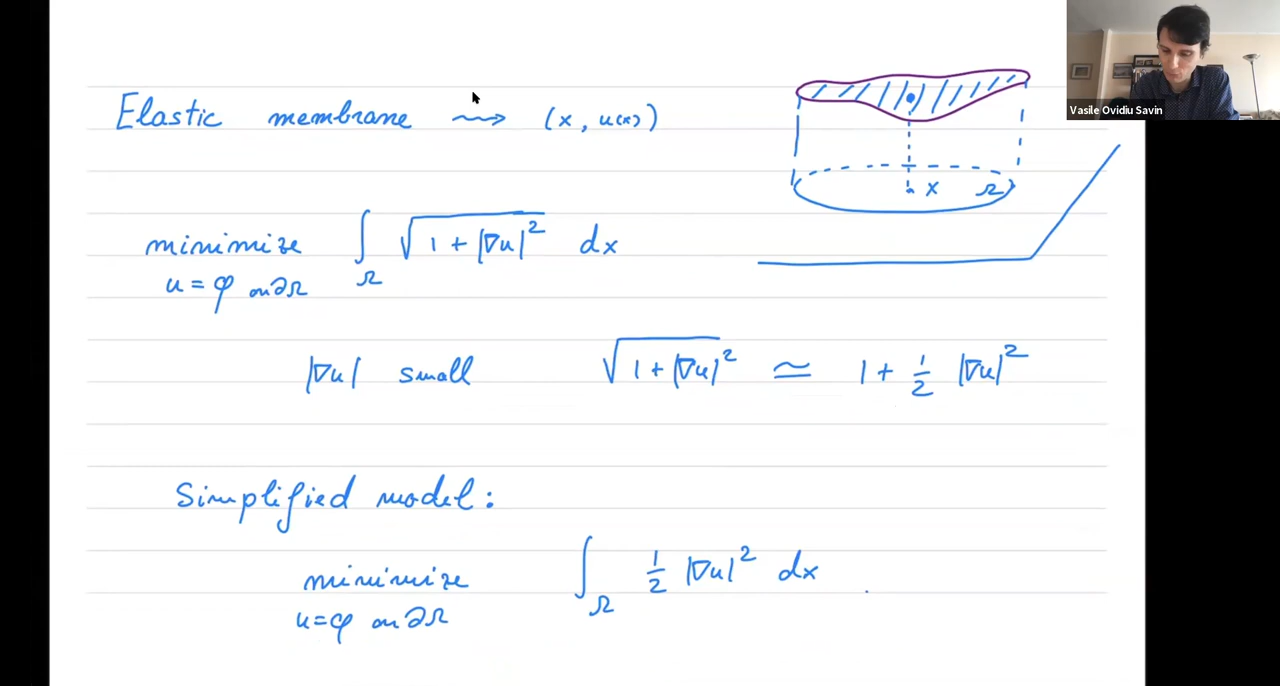 Vasile Ovidiu Savin
Elastic membrane ⇝ (x, u(x))
x Ω
minimize ∫_Ω √(1 + |∇u|²) dx
u = φ on ∂Ω
|∇u| small √(1 + |∇u|²) ≃ 1 + ½ |∇u|²
Simplified model:
minimize ∫_Ω ½ |∇u|² dx
u=φ on ∂Ω